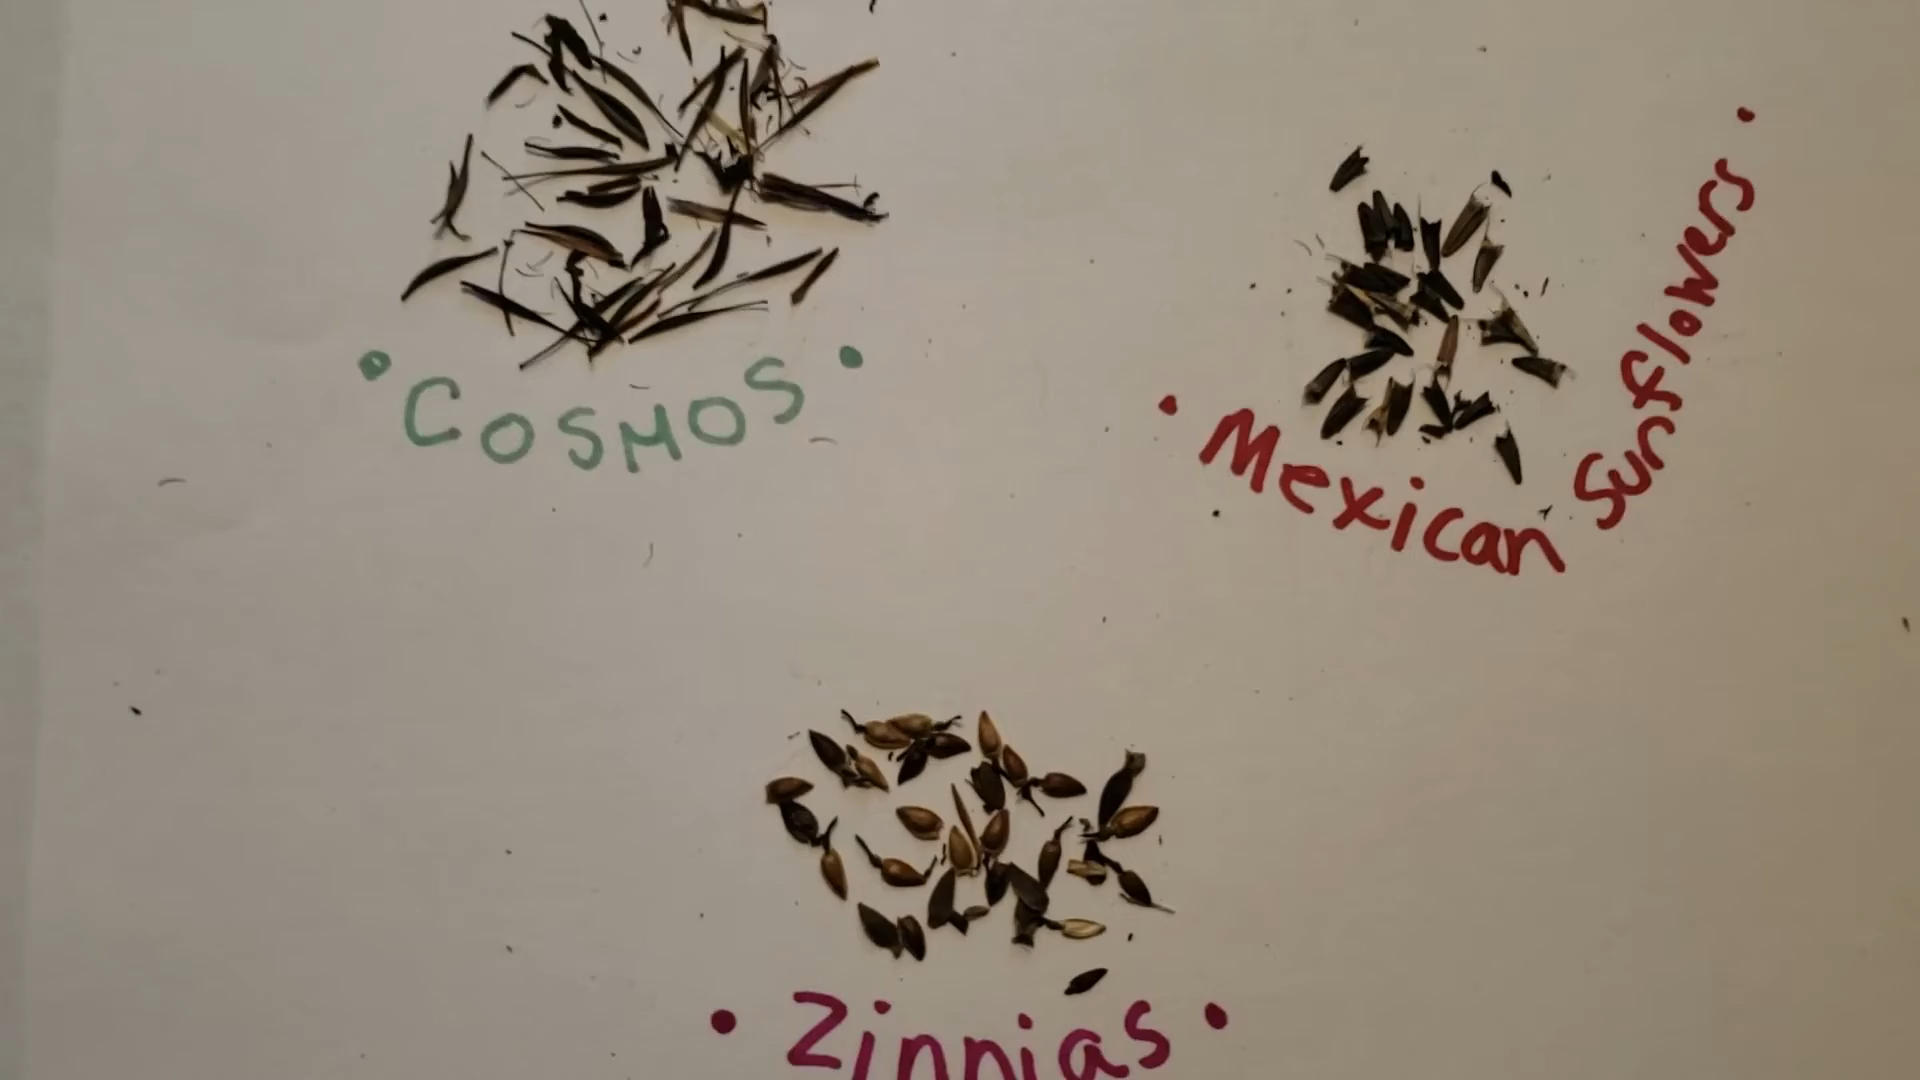 • COSMOS •
• Mexican Sunflowers •
• Zinnias •